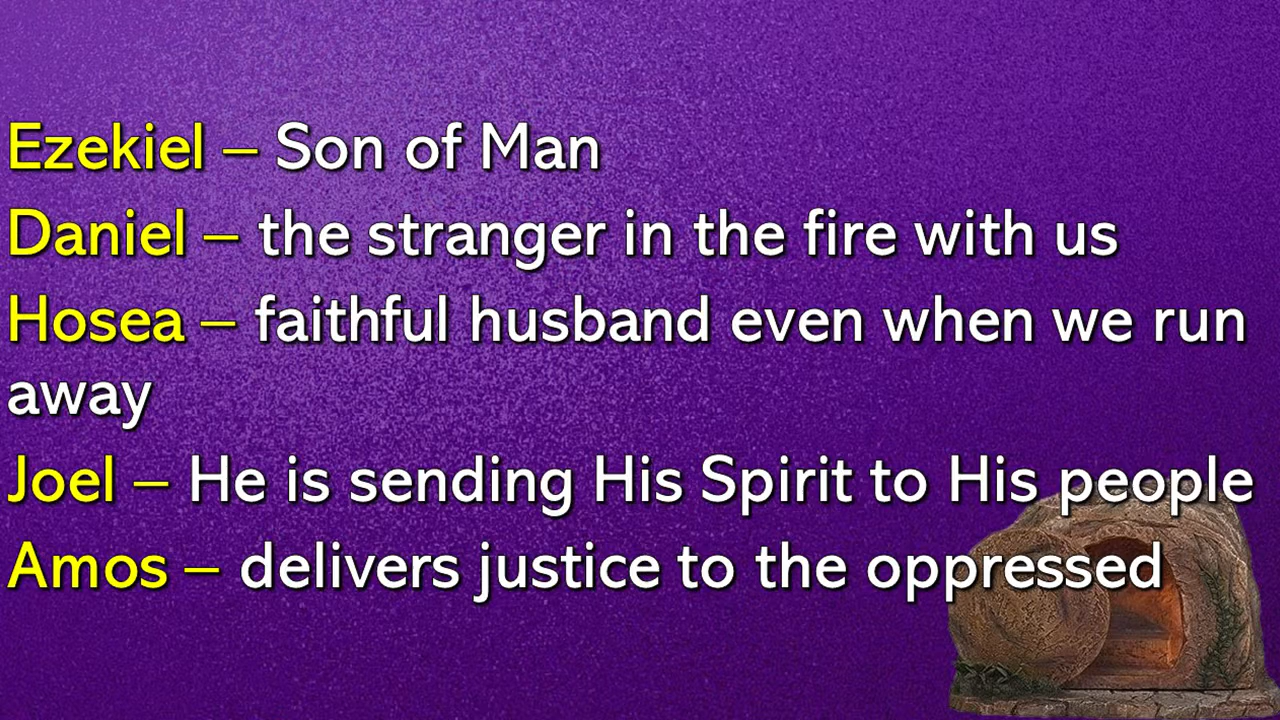 Ezekiel – Son of Man
Daniel – the stranger in the fire with us
Hosea – faithful husband even when we run
away
Joel – He is sending His Spirit to His people
Amos – delivers justice to the oppressed